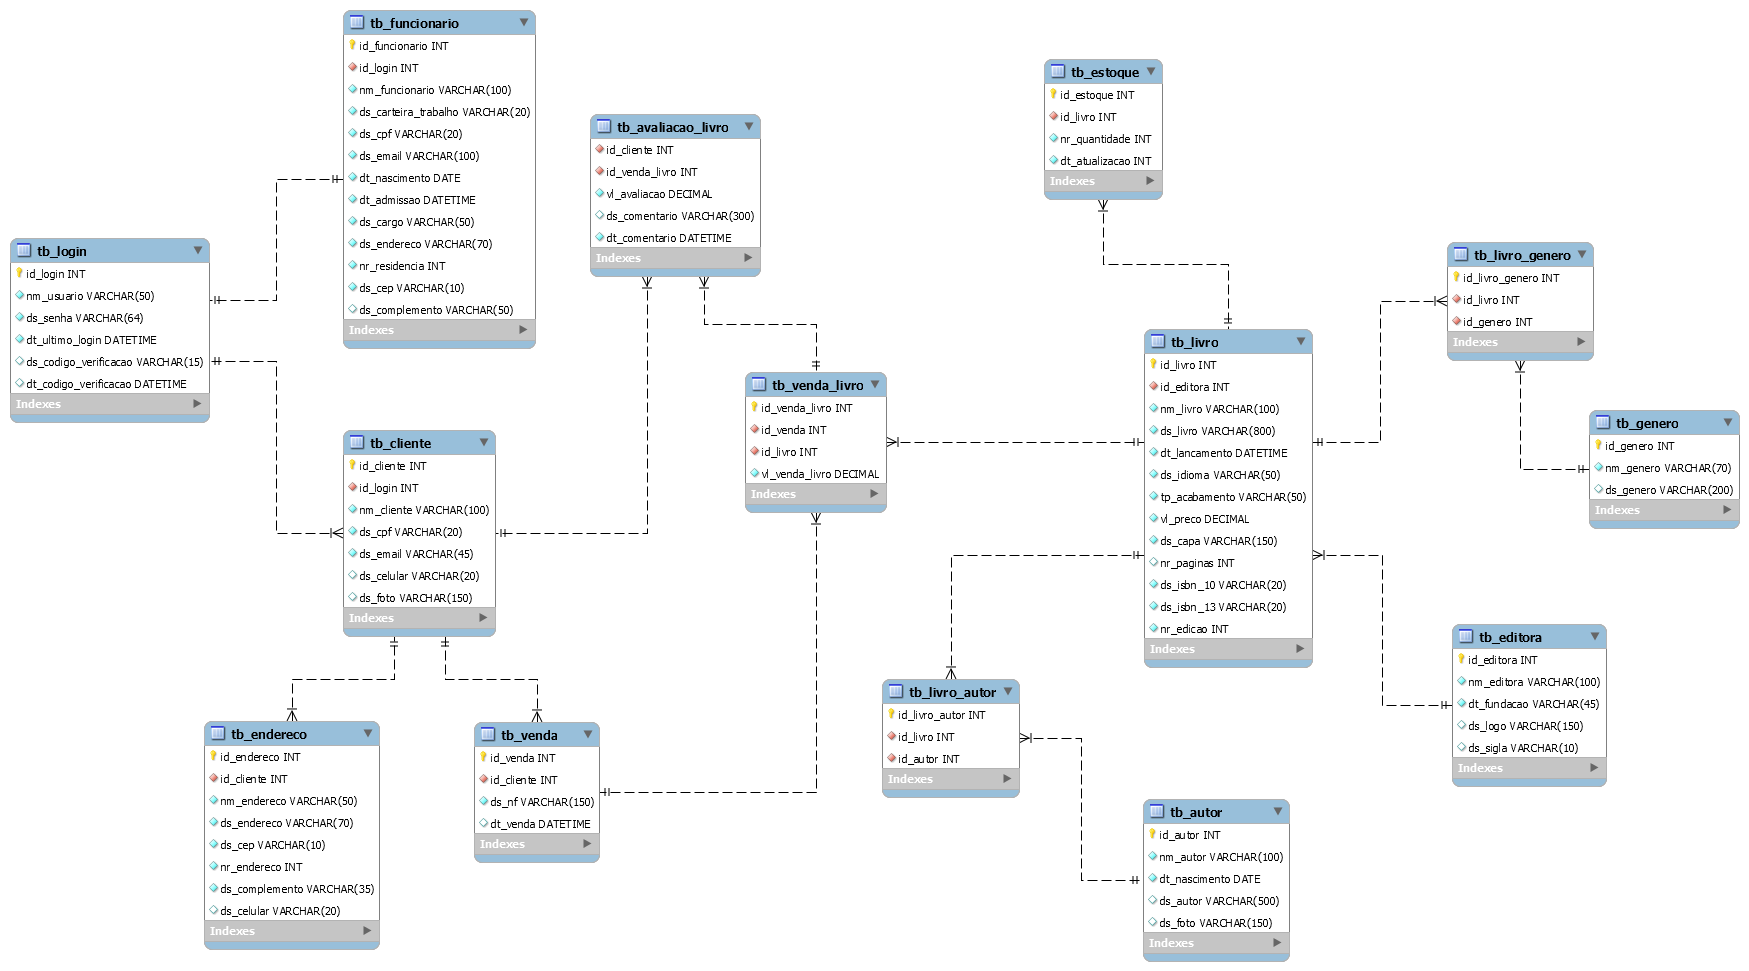 tb_funcionario
id_funcionario INT
id_login INT
nm_funcionario VARCHAR(100)
ds_carteira_trabalho VARCHAR(20)
ds_cpf VARCHAR(20)
ds_email VARCHAR(100)
dt_nascimento DATE
dt_admissao DATETIME
ds_cargo VARCHAR(50)
ds_endereco VARCHAR(70)
nr_residencia INT
ds_cep VARCHAR(10)
ds_complemento VARCHAR(50)
Indexes
tb_avaliacao_livro
id_cliente INT
id_venda_livro INT
vl_avaliacao DECIMAL
ds_comentario VARCHAR(300)
dt_comentario DATETIME
Indexes
tb_estoque
id_estoque INT
id_livro INT
nr_quantidade INT
dt_atualizacao INT
Indexes
tb_login
id_login INT
nm_usuario VARCHAR(50)
ds_senha VARCHAR(64)
dt_ultimo_login DATETIME
ds_codigo_verificacao VARCHAR(15)
dt_codigo_verificacao DATETIME
Indexes
tb_livro_genero
id_livro_genero INT
id_livro INT
id_genero INT
Indexes
tb_livro
id_livro INT
id_editora INT
nm_livro VARCHAR(100)
ds_livro VARCHAR(800)
dt_lancamento DATETIME
ds_idioma VARCHAR(50)
tp_acabamento VARCHAR(50)
vl_preco DECIMAL
ds_capa VARCHAR(150)
nr_paginas INT
ds_isbn_10 VARCHAR(20)
ds_isbn_13 VARCHAR(20)
nr_edicao INT
Indexes
tb_venda_livro
id_venda_livro INT
id_venda INT
id_livro INT
vl_venda_livro DECIMAL
Indexes
tb_genero
id_genero INT
nm_genero VARCHAR(70)
ds_genero VARCHAR(200)
Indexes
tb_cliente
id_cliente INT
id_login INT
nm_cliente VARCHAR(100)
ds_cpf VARCHAR(20)
ds_email VARCHAR(45)
ds_celular VARCHAR(20)
ds_foto VARCHAR(150)
Indexes
tb_editora
id_editora INT
nm_editora VARCHAR(100)
dt_fundacao VARCHAR(45)
ds_logo VARCHAR(150)
ds_sigla VARCHAR(10)
Indexes
tb_livro_autor
id_livro_autor INT
id_livro INT
id_autor INT
Indexes
tb_endereco
id_endereco INT
id_cliente INT
nm_endereco VARCHAR(50)
ds_endereco VARCHAR(70)
ds_cep VARCHAR(10)
nr_endereco INT
ds_complemento VARCHAR(35)
ds_celular VARCHAR(20)
Indexes
tb_venda
id_venda INT
id_cliente INT
ds_nf VARCHAR(150)
dt_venda DATETIME
Indexes
tb_autor
id_autor INT
nm_autor VARCHAR(100)
dt_nascimento DATE
ds_autor VARCHAR(500)
ds_foto VARCHAR(150)
Indexes